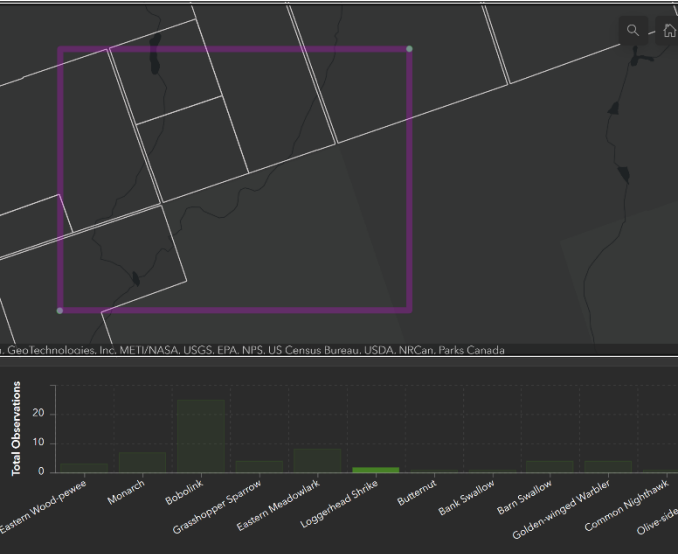 GeoTechnologies, Inc, METI/NASA, USGS, EPA, NPS, US Census Bureau, USDA, NRCan, Parks Canada
Total Observations
20
10
0
Eastern Wood-pewee
Monarch
Bobolink
Grasshopper Sparrow
Eastern Meadowlark
Loggerhead Shrike
Butternut
Bank Swallow
Barn Swallow
Golden-winged Warbler
Common Nighthawk
Olive-side